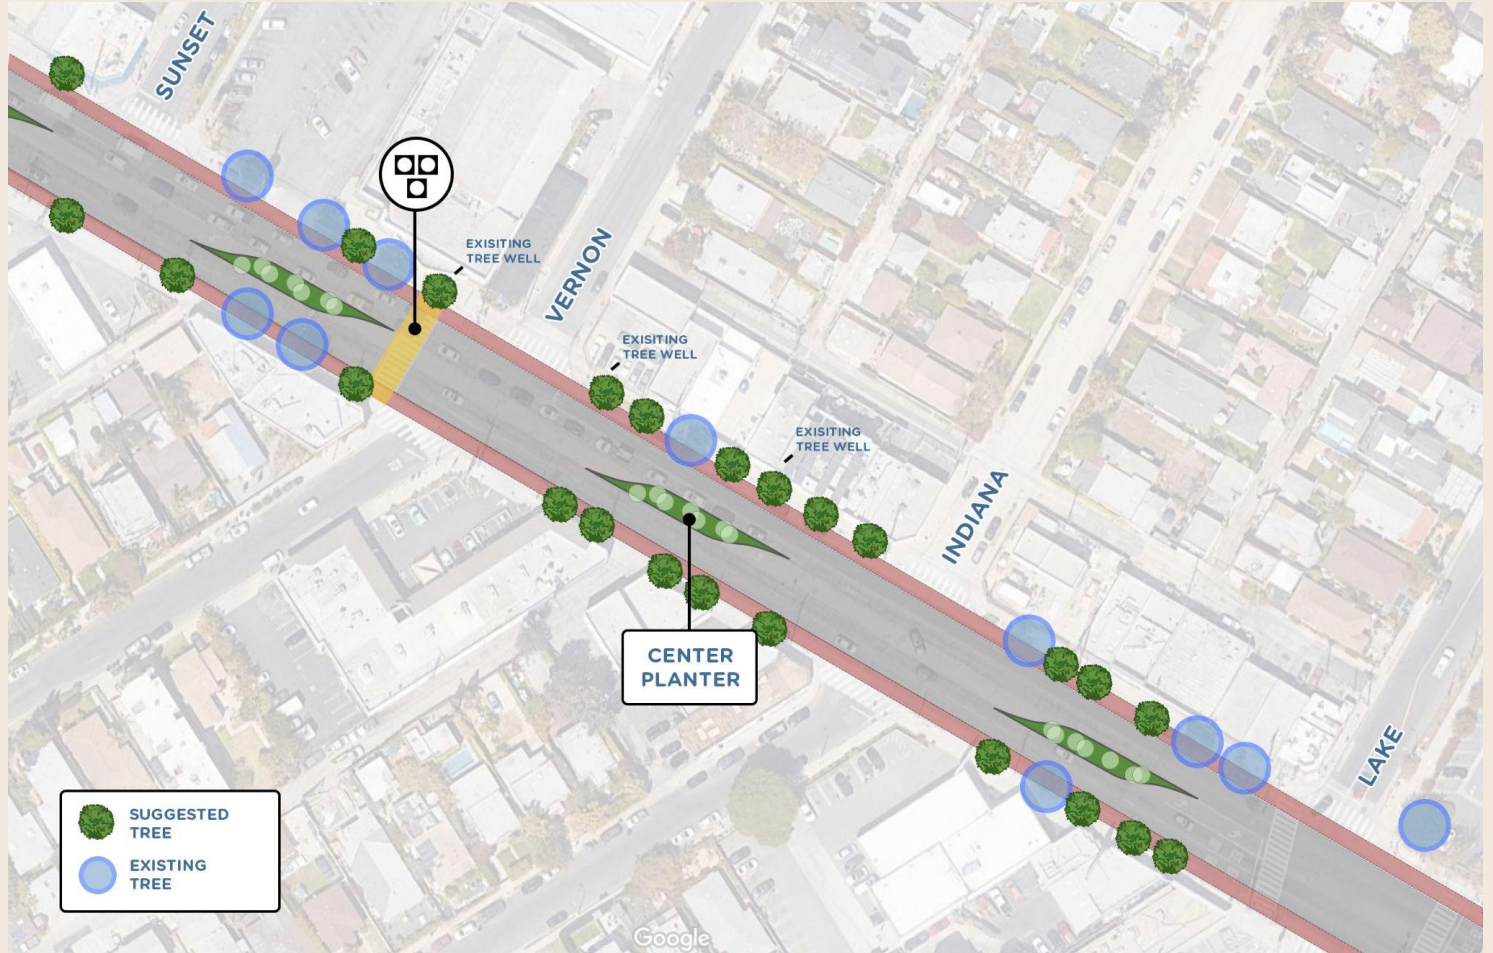 SUNSET
EXISITING
TREE WELL
VERNON
EXISITING
TREE WELL
EXISITING
TREE WELL
INDIANA
CENTER
PLANTER
LAKE
SUGGESTED
TREE
EXISTING
TREE
Google